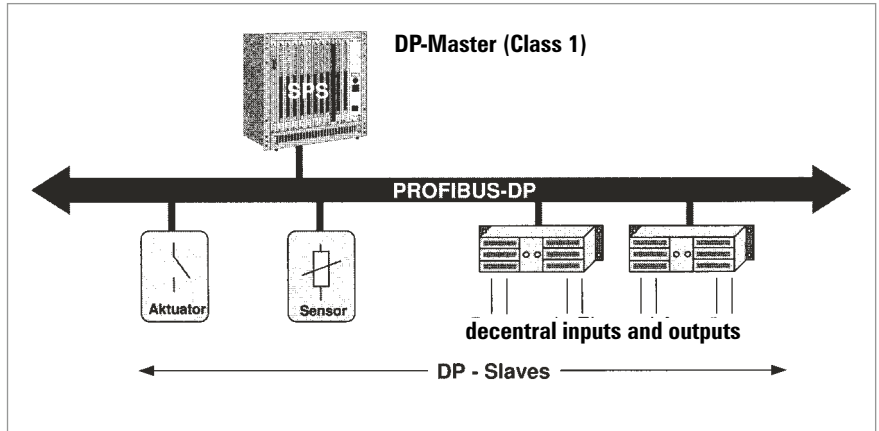 DP-Master (Class 1)
SPS
PROFIBUS-DP
Aktuator
Sensor
decentral inputs and outputs
DP - Slaves